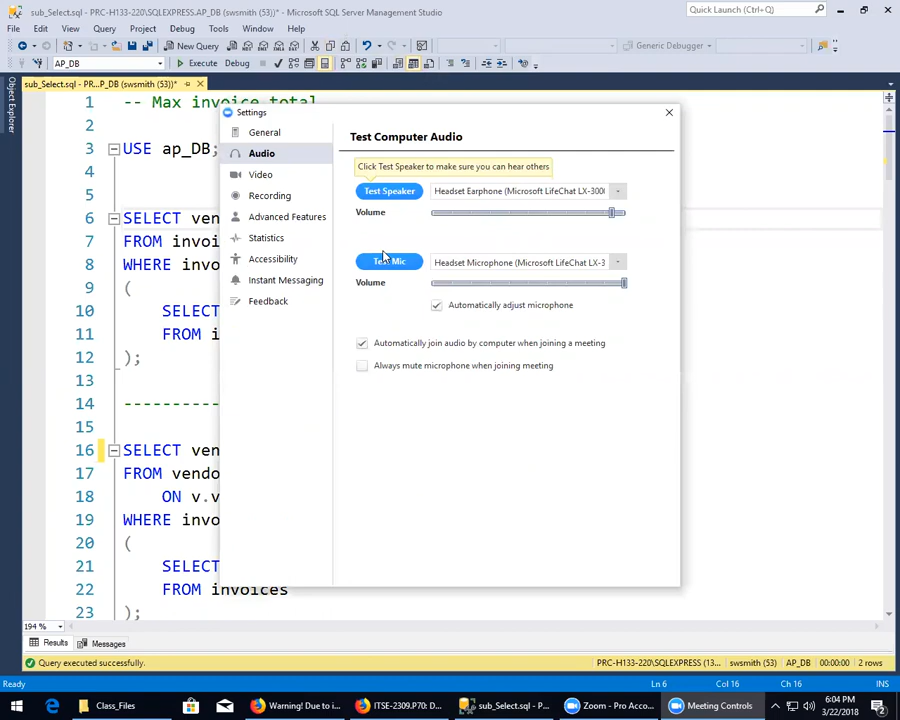 sub_Select.sql - PRC-H133-220\SQLEXPRESS.AP_DB (swsmith (53))* - Microsoft SQL Server Management Studio
Quick Launch (Ctrl+Q)
File Edit View Query Project Debug Tools Window Help
New Query
Generic Debugger
AP_DB Execute Debug
sub_Select.sql - PR...P_DB (swsmith (53))*
Object Explorer
1 -- Max invoice total
2
3 USE ap_DB;
4
5
6 SELECT ven
7 FROM invoi
8 WHERE invo
9 (
10 SELECT
11 FROM i
12 );
13
14 ----------
15
16 SELECT ven
17 FROM vendo
18 ON v.v
19 WHERE invo
20 (
21 SELECT
22 FROM invoices
23 );
Settings
General
Audio
Video
Recording
Advanced Features
Statistics
Accessibility
Instant Messaging
Feedback
Test Computer Audio
Click Test Speaker to make sure you can hear others
Test Speaker Headset Earphone (Microsoft LifeChat LX-300
Volume
Mic Headset Microphone (Microsoft LifeChat LX-3
Volume
Automatically adjust microphone
Automatically join audio by computer when joining a meeting
Always mute microphone when joining meeting
194 %
Results Messages
Query executed successfully. PRC-H133-220\SQLEXPRESS (13... swsmith (53) AP_DB 00:00:00 2 rows
Ready Ln 6 Col 16 Ch 16 INS
Class_Files Warning! Due to i... ITSE-2309.P70: D... sub_Select.sql - P... Zoom - Pro Acco... Meeting Controls
6:04 PM
3/22/2018
2